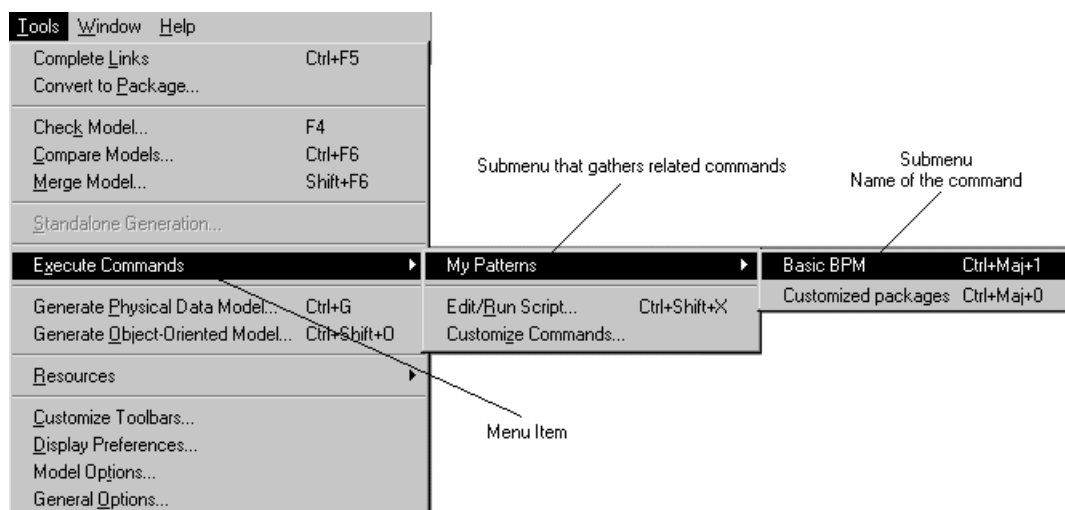 Tools Window Help
Complete Links Ctrl+F5
Convert to Package...
Check Model... F4
Compare Models... Ctrl+F6
Merge Model... Shift+F6
Standalone Generation...
Execute Commands
Generate Physical Data Model... Ctrl+G
Generate Object-Oriented Model... Ctrl+Shift+O
Resources
Customize Toolbars...
Display Preferences...
Model Options...
General Options...
Submenu that gathers related commands
My Patterns
Edit/Run Script... Ctrl+Shift+X
Customize Commands...
Menu Item
Submenu
Name of the command
Basic BPM Ctrl+Maj+1
Customized packages Ctrl+Maj+0